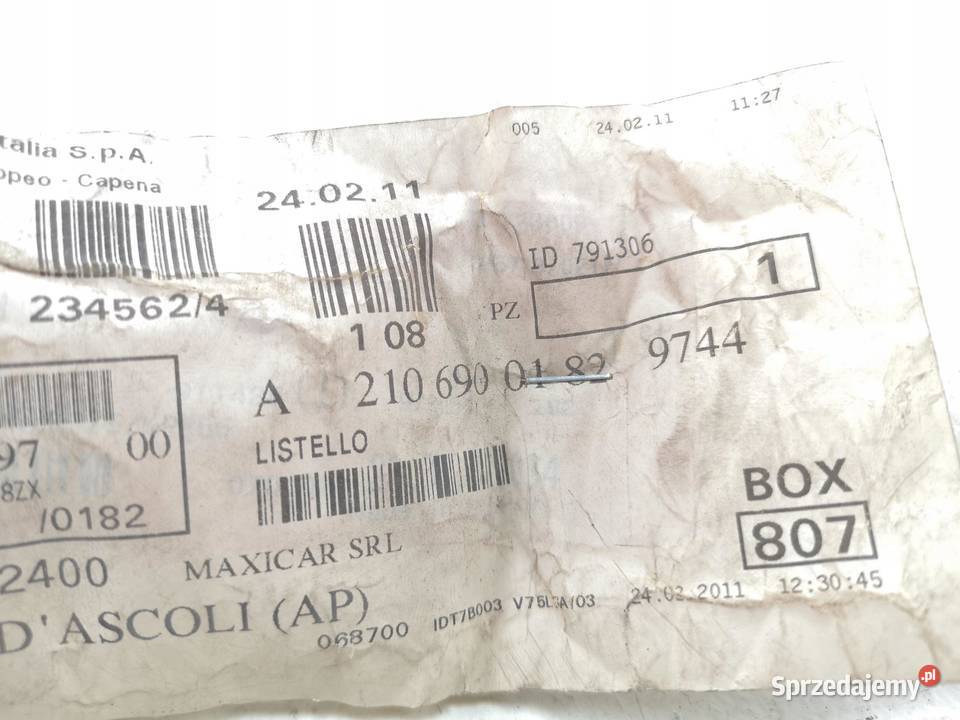 005 24.02.11 11:27
talia S.p.A.
opeo - Capena
24.02.11
ID 791306
234562/4
1 08
PZ 1
A 210 690 01 82 9744
97 00
8ZX
/0182
LISTELLO
BOX
807
2400 MAXICAR SRL
D'ASCOLI (AP)
068700 IDT7B003 /03 24.02.2011 12:30:45
Sprzedajemy.pl